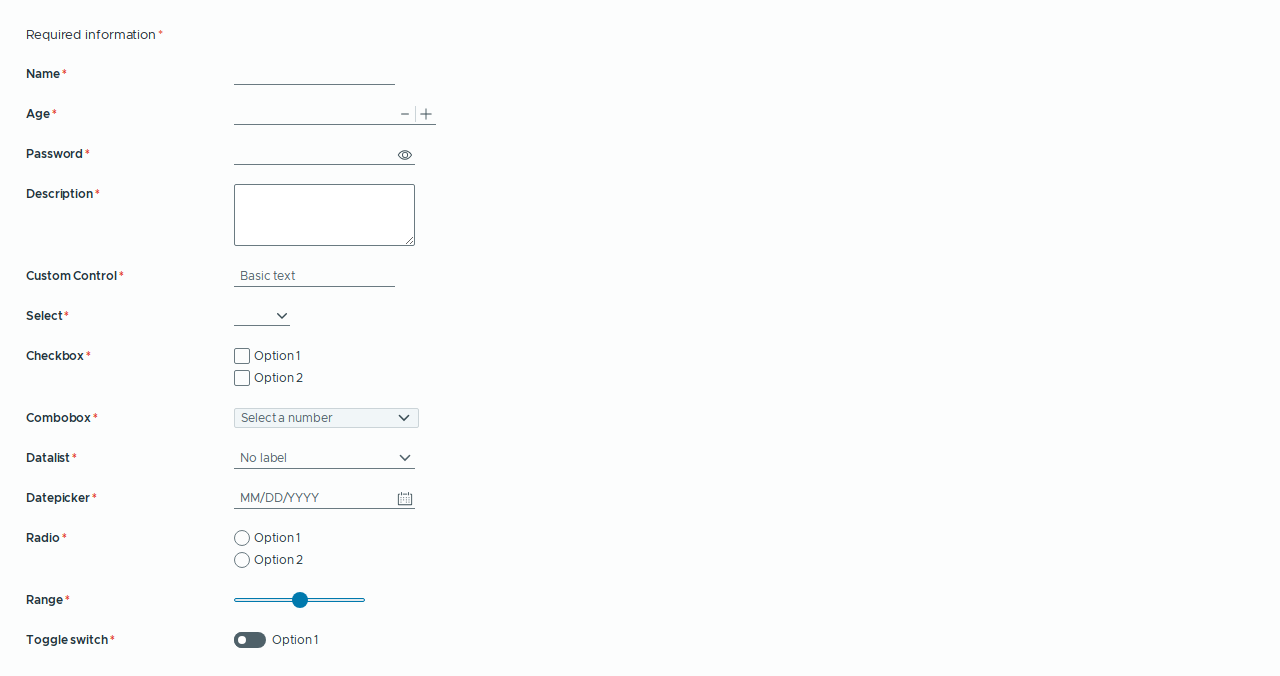 Required information *
Name *
Age *
Password *
Description *
Custom Control * Basic text
Select *
Checkbox * Option 1
Option 2
Combobox * Select a number
Datalist * No label
Datepicker * MM/DD/YYYY
Radio * Option 1
Option 2
Range *
Toggle switch * Option 1